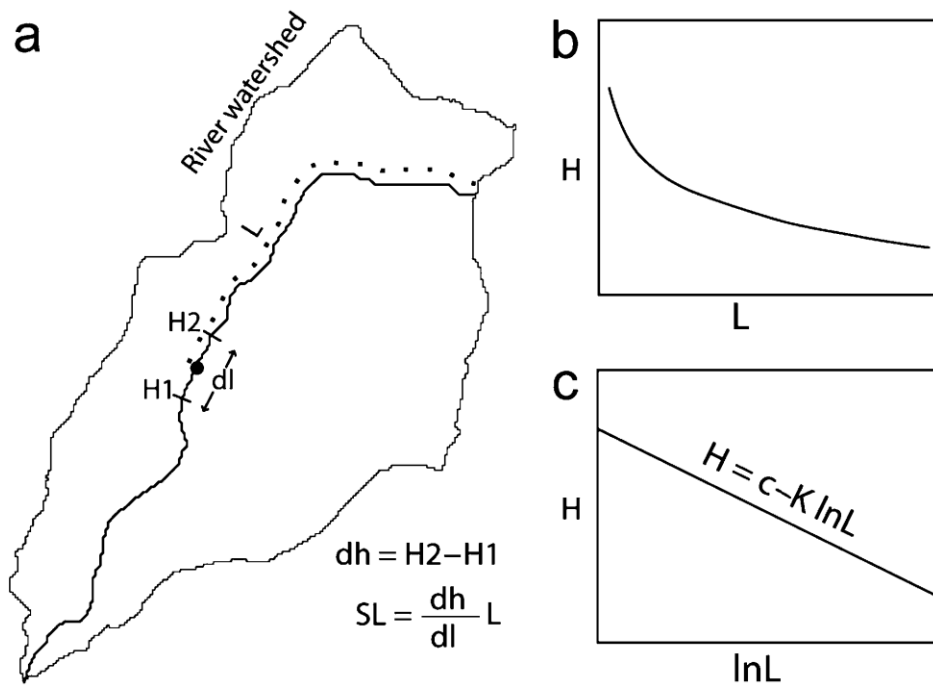 a
River watershed
L
H2
dl
H1
dh = H2–H1
SL = dh/dl L
b
H
L
c
H = c–K lnL
H
lnL